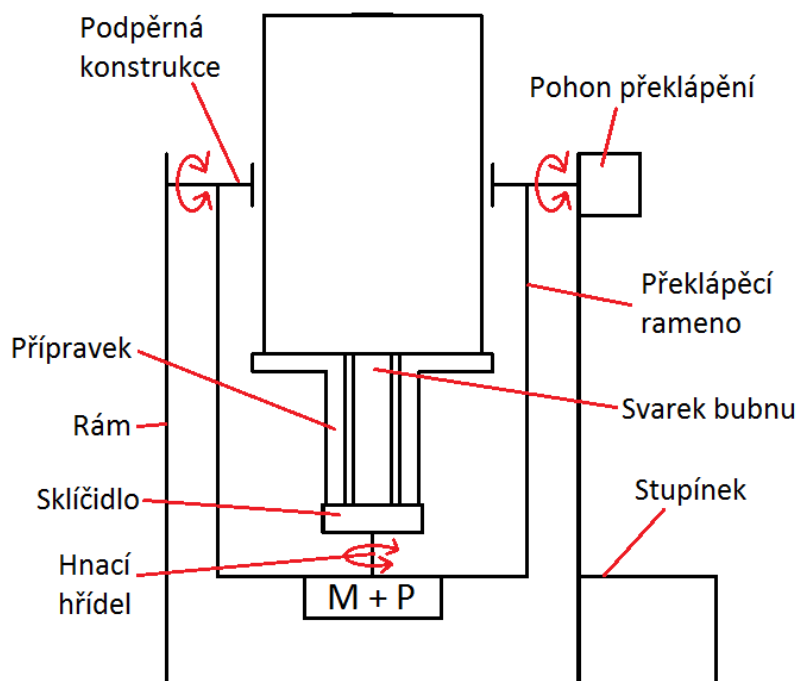 Podpěrná
konstrukce
Pohon překlápění
Překlápěcí
rameno
Přípravek
Svarek bubnu
Rám
Sklíčidlo
Stupínek
Hnací
hřídel
M + P